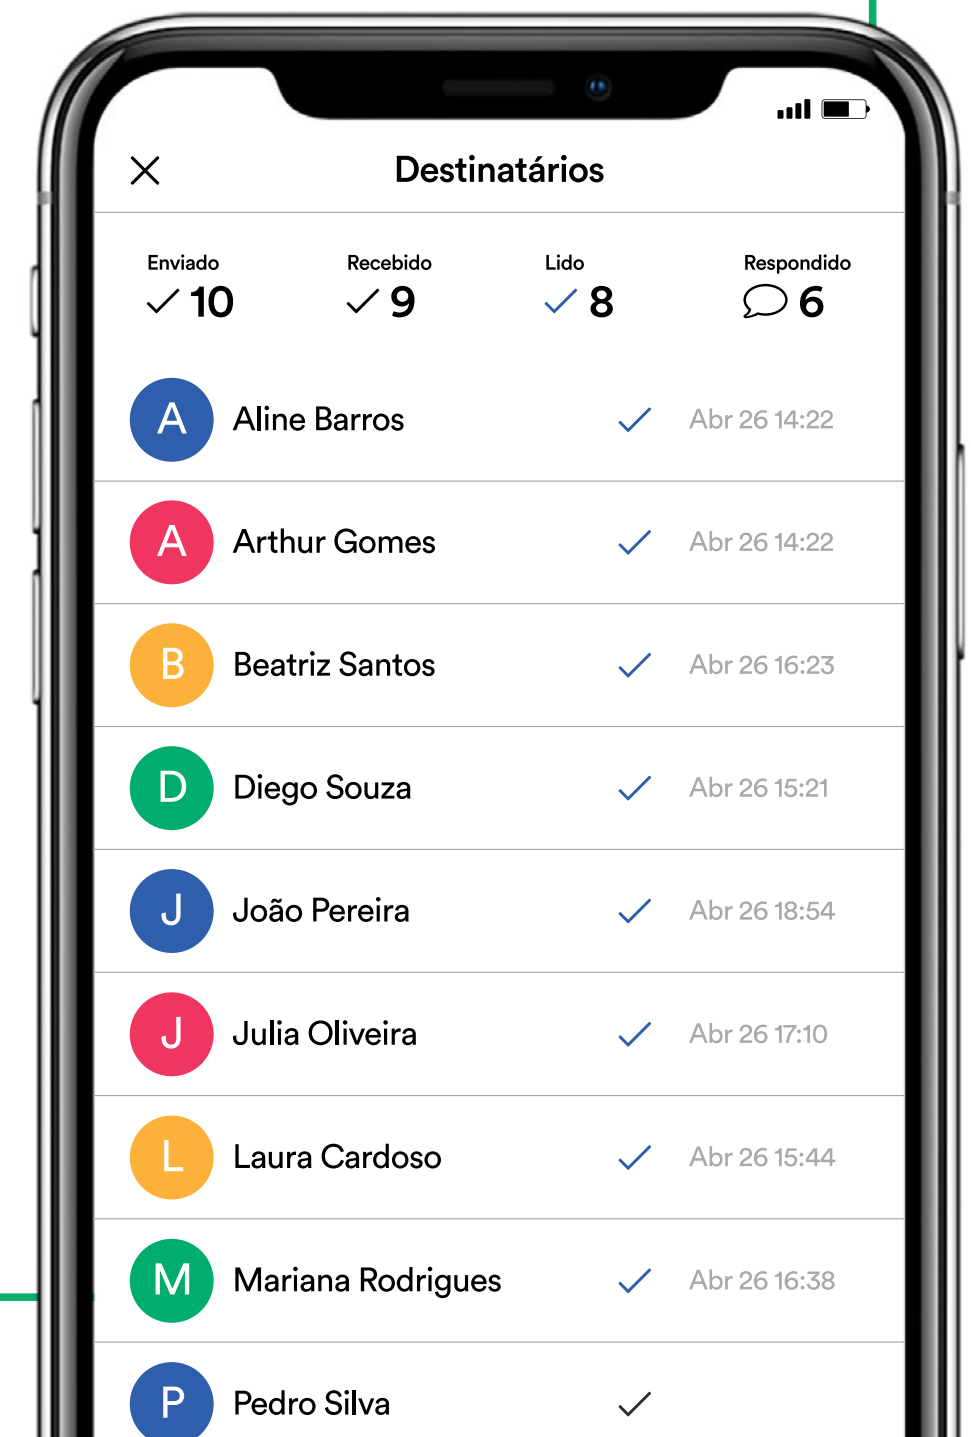 Destinatários
Enviado Recebido Lido Respondido
10 9 8 6
A Aline Barros Abr 26 14:22
A Arthur Gomes Abr 26 14:22
B Beatriz Santos Abr 26 16:23
D Diego Souza Abr 26 15:21
J João Pereira Abr 26 18:54
J Julia Oliveira Abr 26 17:10
L Laura Cardoso Abr 26 15:44
M Mariana Rodrigues Abr 26 16:38
P Pedro Silva